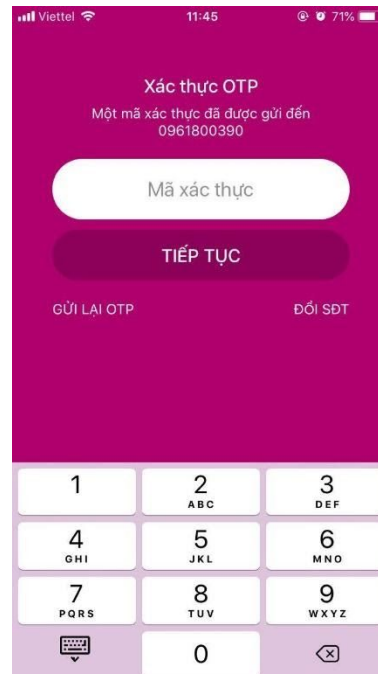 Viettel 11:45 71%
Xác thực OTP
Một mã xác thực đã được gửi đến
0961800390
Mã xác thực
TIẾP TỤC
GỬI LẠI OTP ĐỔI SĐT
1 2 3
ABC DEF
4 5 6
GHI JKL MNO
7 8 9
PQRS TUV WXYZ
0